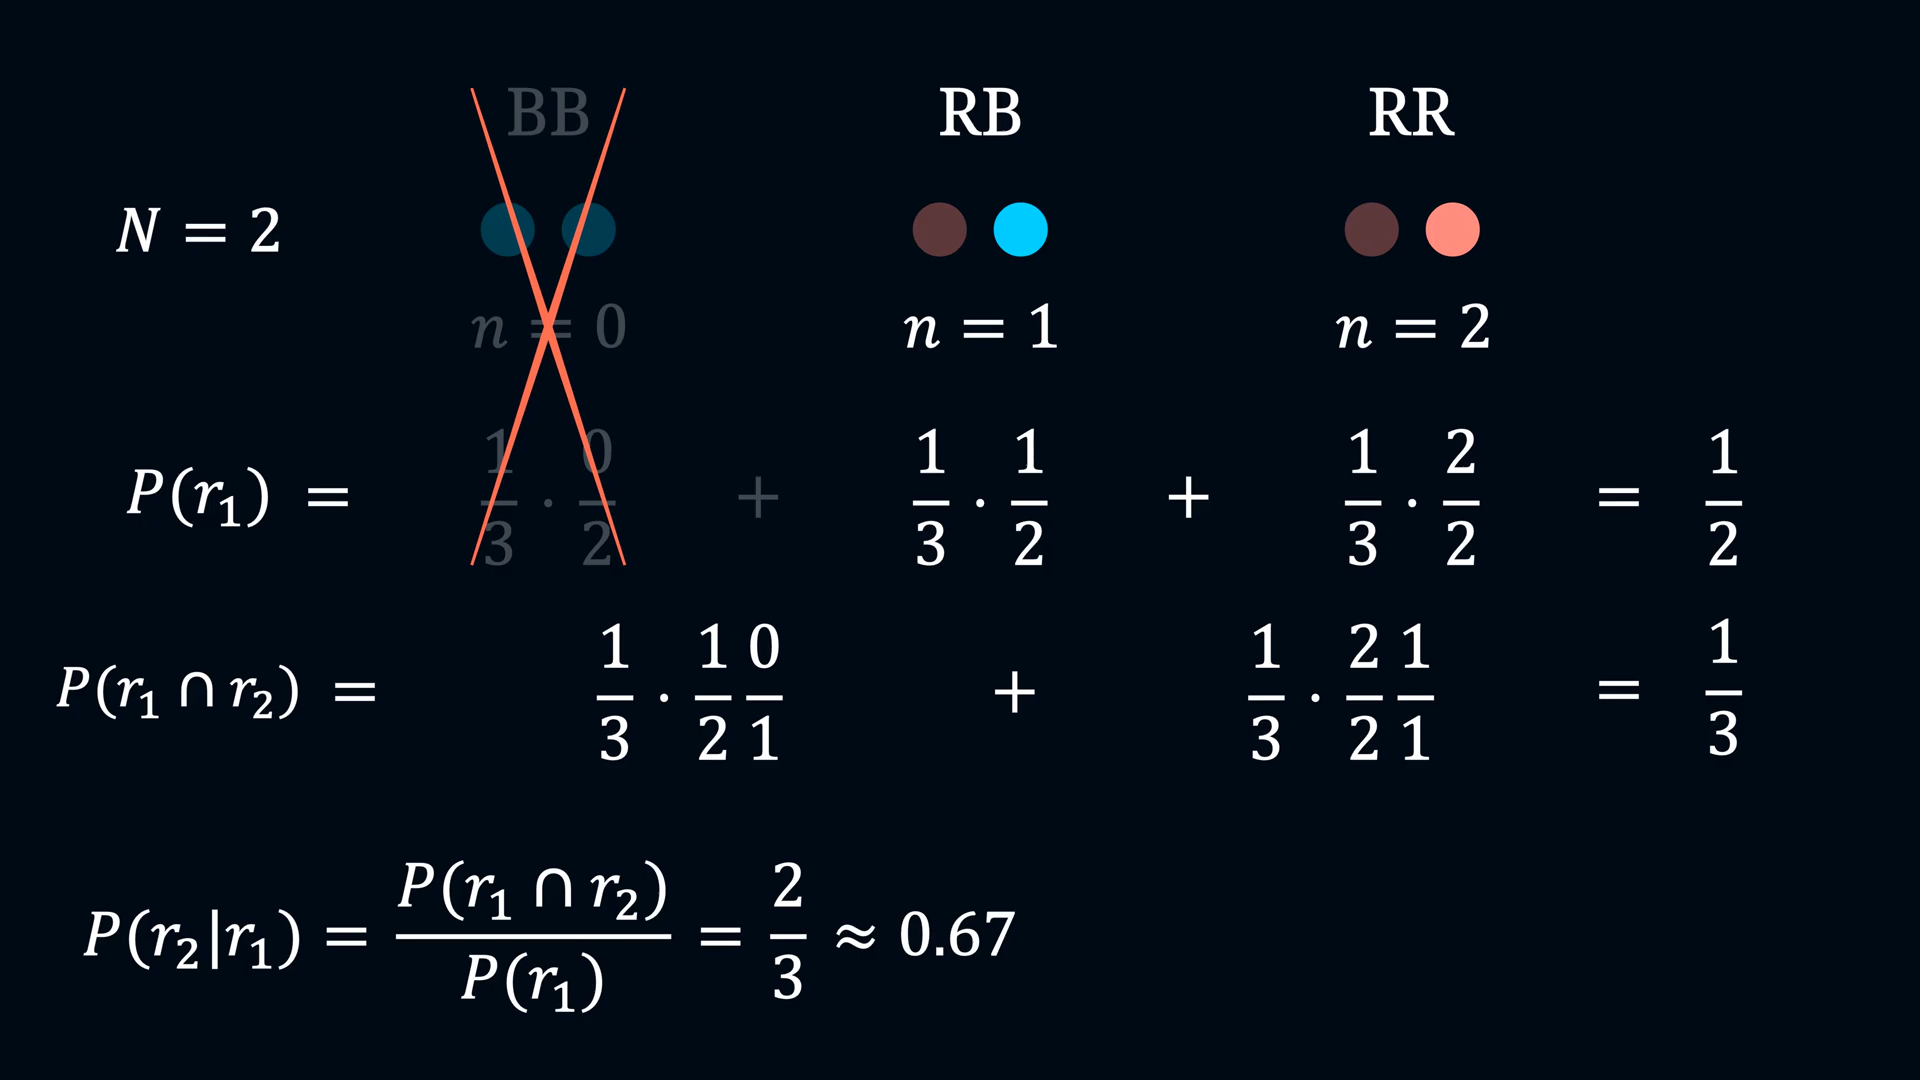 BB RB RR
N = 2
n = 0 n = 1 n = 2
P(r₁) = 1/3 · 0/2 + 1/3 · 1/2 + 1/3 · 2/2 = 1/2
P(r₁ ∩ r₂) = 1/3 · 1/2 0/1 + 1/3 · 2/2 1/1 = 1/3
P(r₂|r₁) = P(r₁ ∩ r₂)/P(r₁) = 2/3 ≈ 0.67